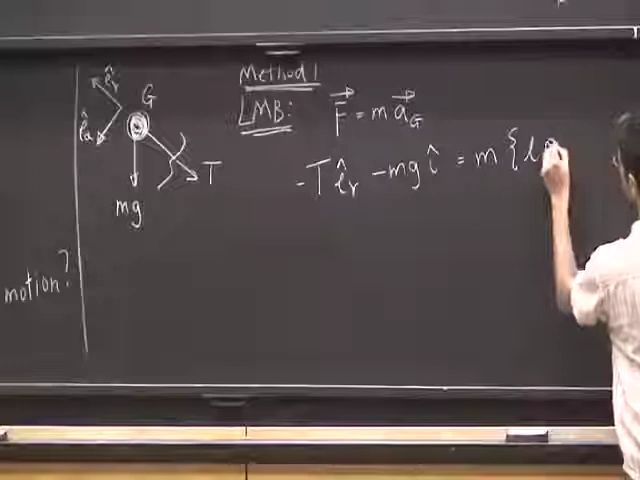 Method 1
LMB: F⃗ = m a⃗_G
- T ê_r - mg î = m { l
ê_r
G
ê_θ
T
mg
motion?